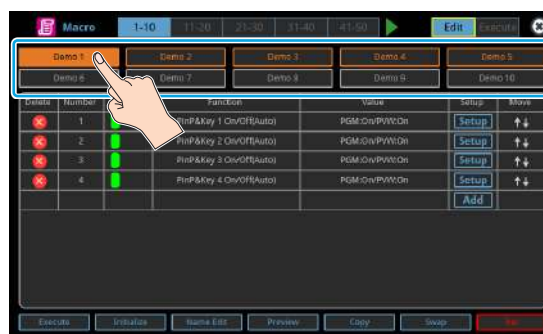 Macro 1-10 11-20 21-30 31-40 41-50 Edit Execute
Demo 1 Demo 2 Demo 3 Demo 4 Demo 5
Demo 6 Demo 7 Demo 8 Demo 9 Demo 10
Delete Number Function Value Setup Move
1 PinP&Key 1 On/Off(Auto) PGM:On/PVW:On Setup
2 PinP&Key 2 On/Off(Auto) PGM:On/PVW:On Setup
3 PinP&Key 3 On/Off(Auto) PGM:On/PVW:On Setup
4 PinP&Key 4 On/Off(Auto) PGM:On/PVW:On Setup
Add
Execute Initialize Name Edit Preview Copy Swap